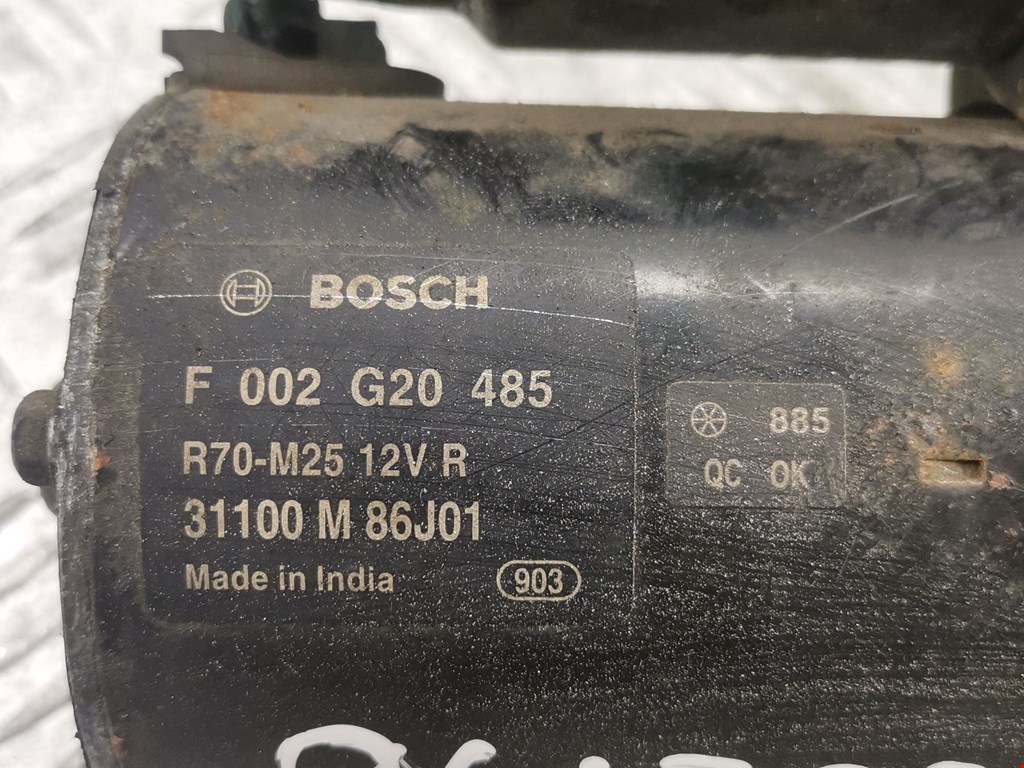 BOSCH
F 002 G20 485
R70-M25 12V R
31100 M 86J01
Made in India 903
885
QC OK